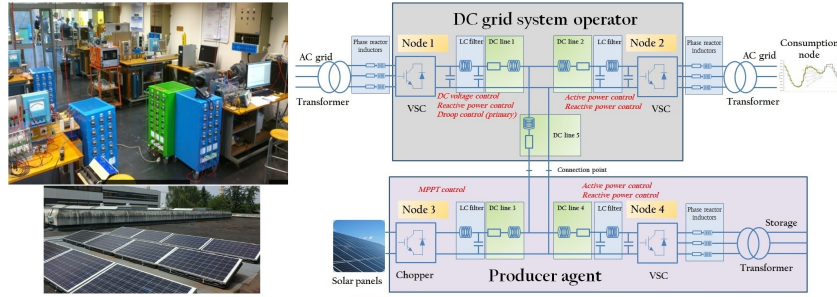 DC grid system operator
AC grid
Transformer
Phase reactor
inductors
Node 1
VSC
LC filter
DC line 1
DC line 2
LC filter
Node 2
VSC
Phase reactors
inductors
AC grid
Transformer
Consumption
node
DC voltage control
Reactive power control
Droop control (primary)
Active power control
Reactive power control
DC line 5
Connection point
MPPT control
Active power control
Reactive power control
Solar panels
Node 3
Chopper
LC filter
DC line 3
DC line 4
LC filter
Node 4
VSC
Phase reactor
inductors
Storage
Transformer
Producer agent